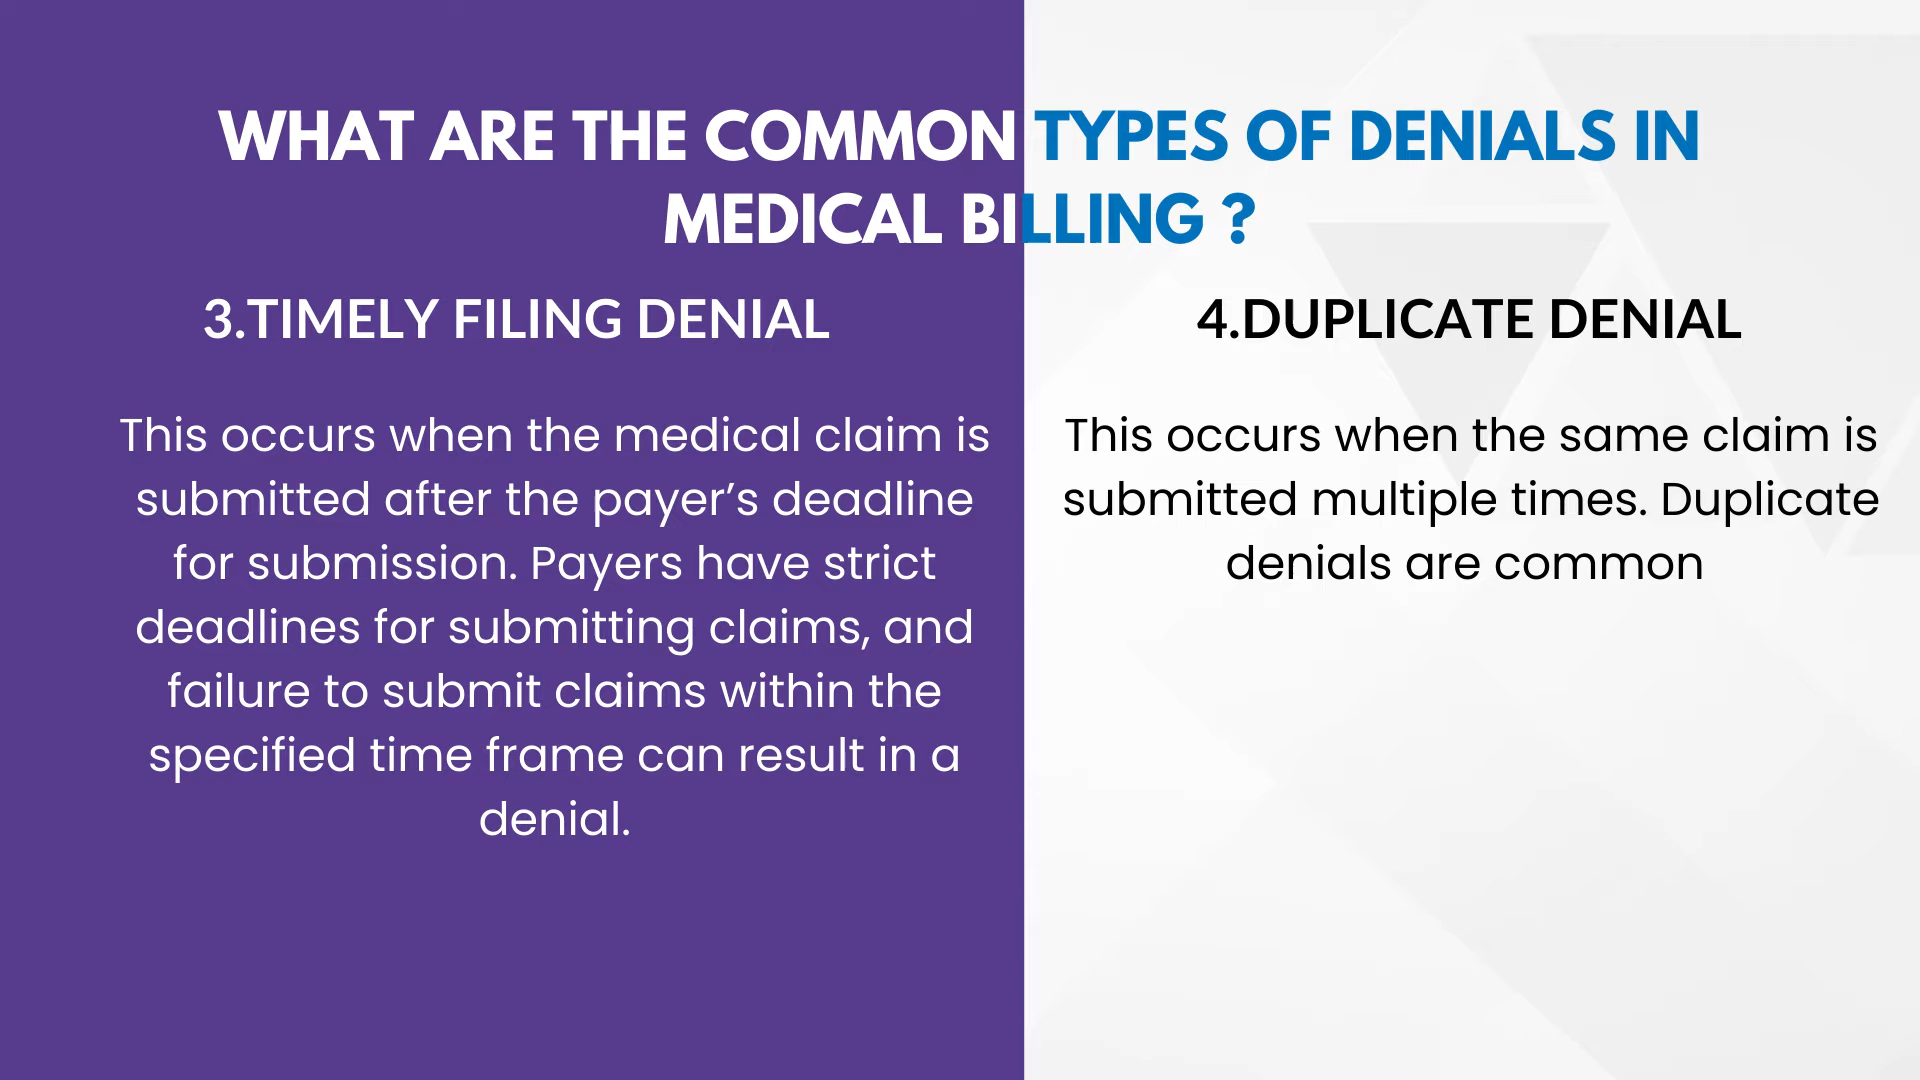 WHAT ARE THE COMMON TYPES OF DENIALS IN
MEDICAL BILLING ?
3.TIMELY FILING DENIAL
This occurs when the medical claim is
submitted after the payer’s deadline
for submission. Payers have strict
deadlines for submitting claims, and
failure to submit claims within the
specified time frame can result in a
denial.
4.DUPLICATE DENIAL
This occurs when the same claim is
submitted multiple times. Duplicate
denials are common